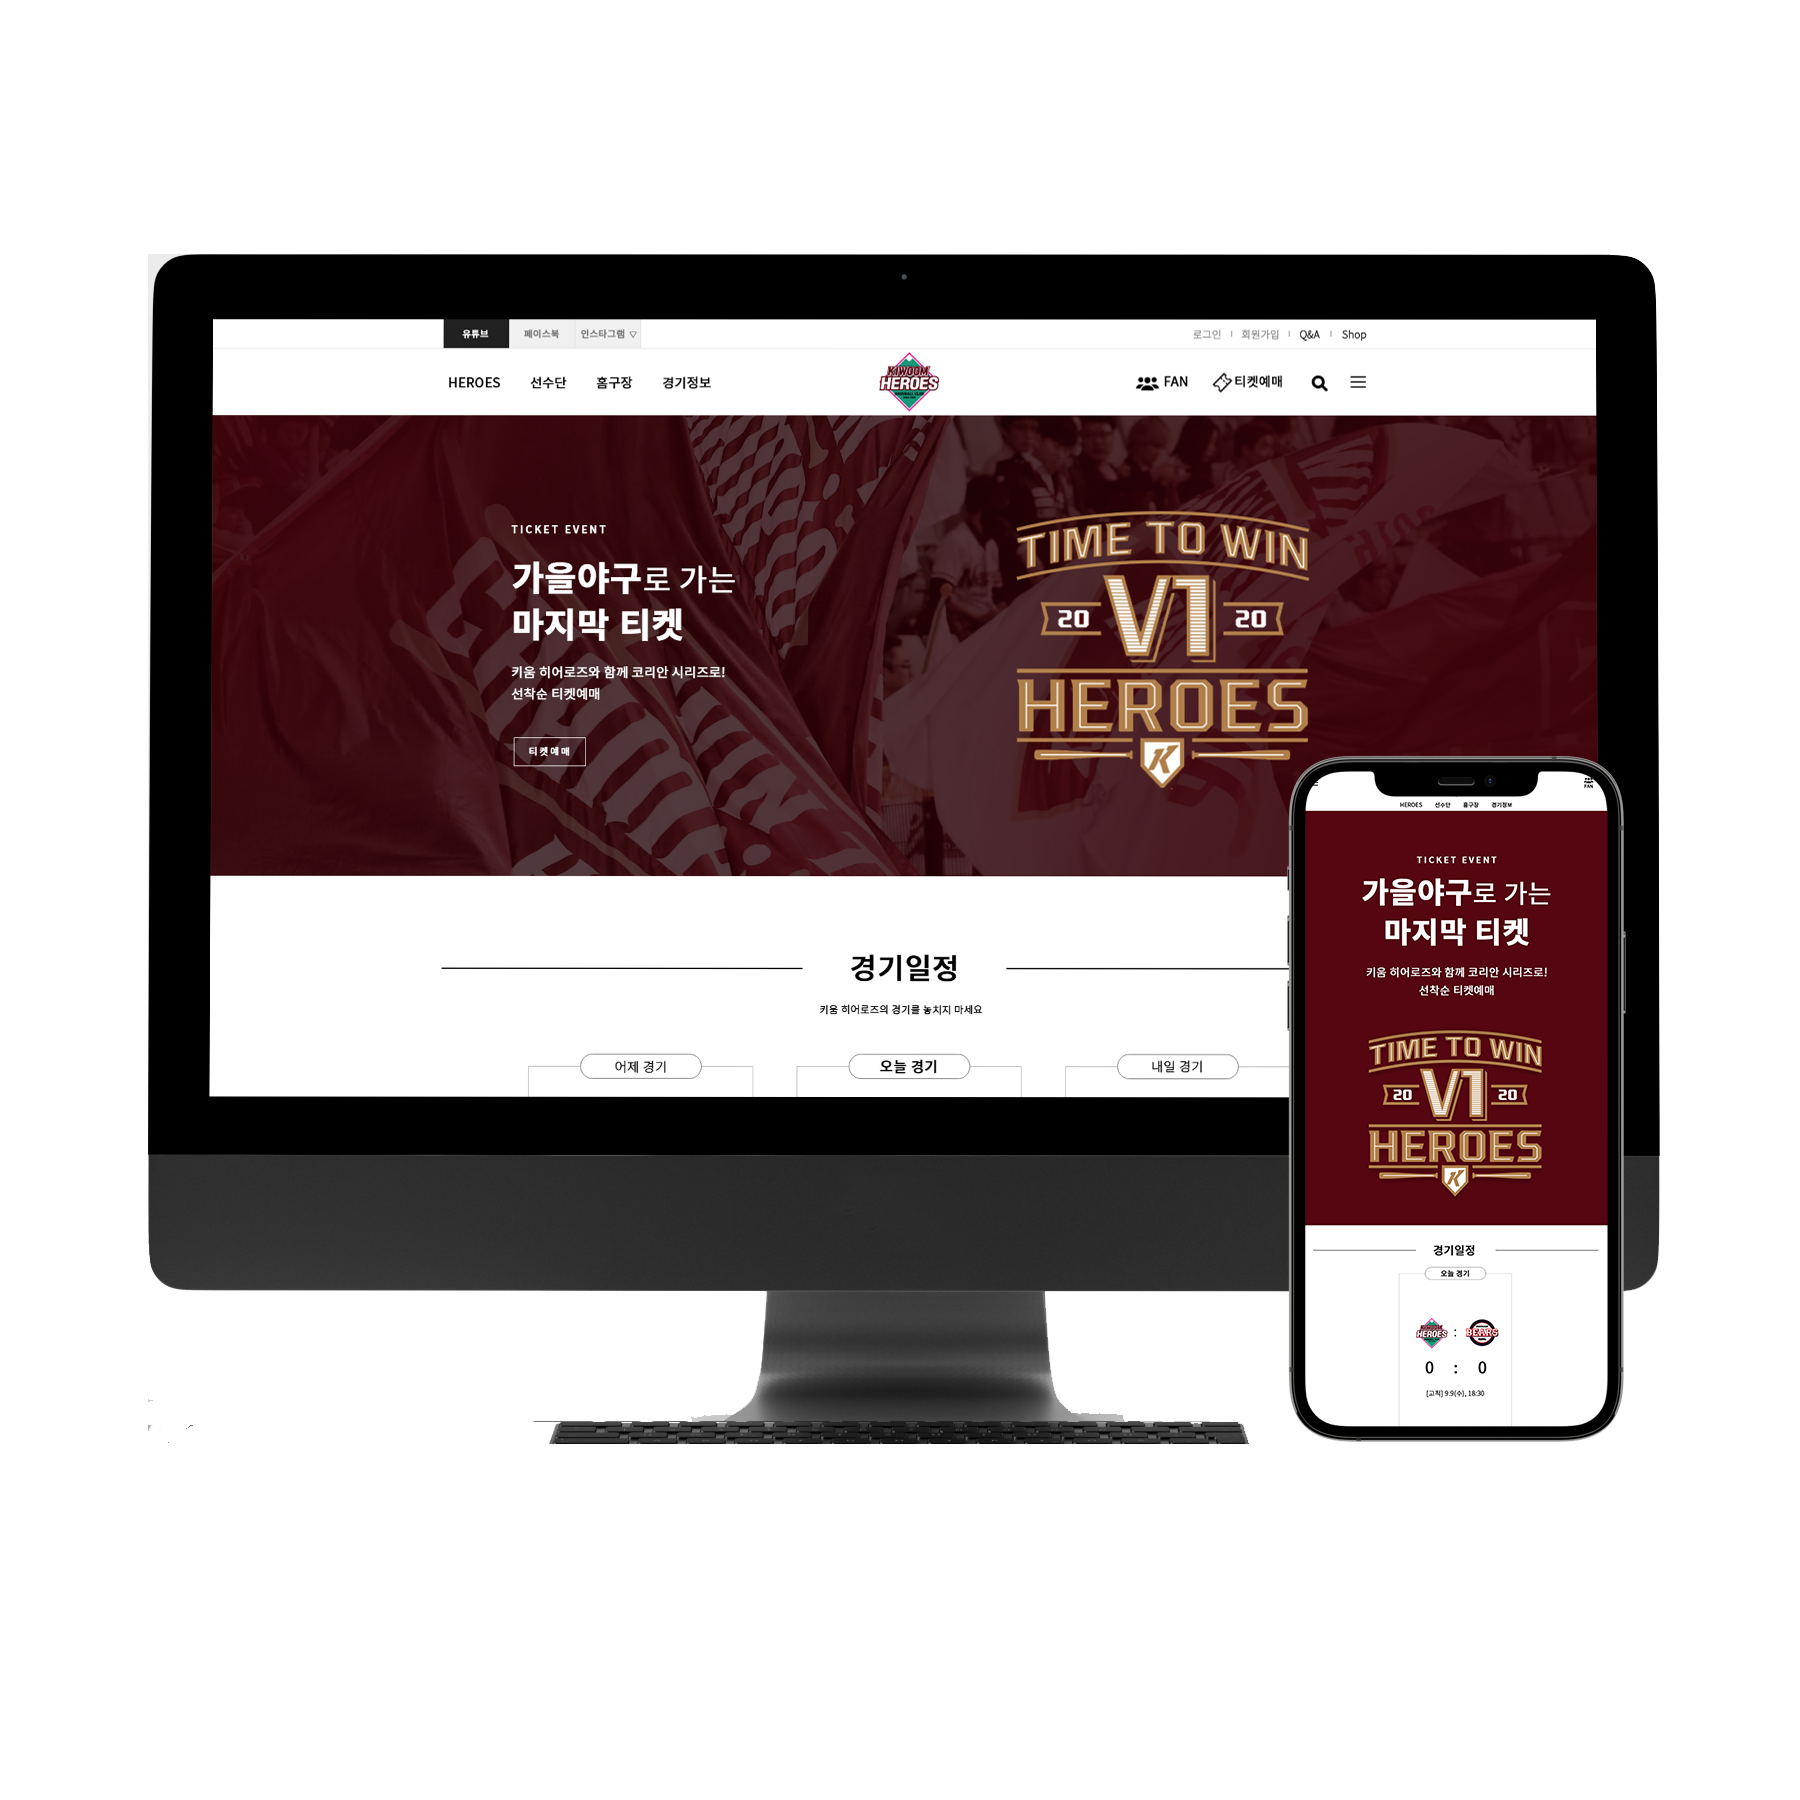 유튜브 페이스북 인스타그램 ▽
로그인 | 회원가입 | Q&A | Shop
HEROES 선수단 홈구장 경기정보
KIWOOM
HEROES
FAN 티켓예매
TICKET EVENT
가을야구로 가는
마지막 티켓
키움 히어로즈와 함께 코리안 시리즈로!
선착순 티켓예매
티켓예매
TIME TO WIN
20 V1 20
HEROES
K
경기일정
키움 히어로즈의 경기를 놓치지 마세요
어제 경기 오늘 경기 내일 경기
FAN
HEROES 선수단 홈구장 경기정보
TICKET EVENT
가을야구로 가는
마지막 티켓
키움 히어로즈와 함께 코리안 시리즈로!
선착순 티켓예매
TIME TO WIN
20 V1 20
HEROES
K
경기일정
오늘 경기
HEROES : BEARS
0 : 0
[고척] 9.9(수), 18:30